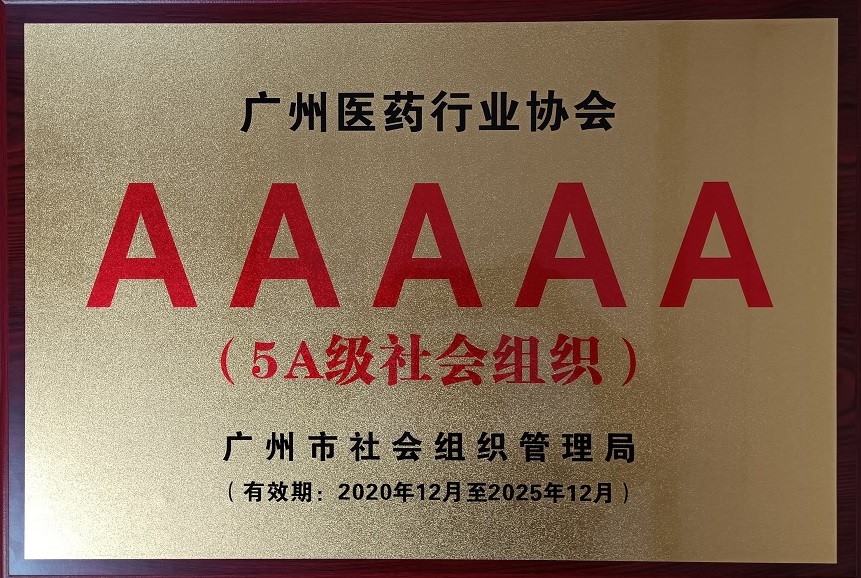 广州医药行业协会
AAAAA
（5A级社会组织）
广州市社会组织管理局
（有效期：2020年12月至2025年12月）